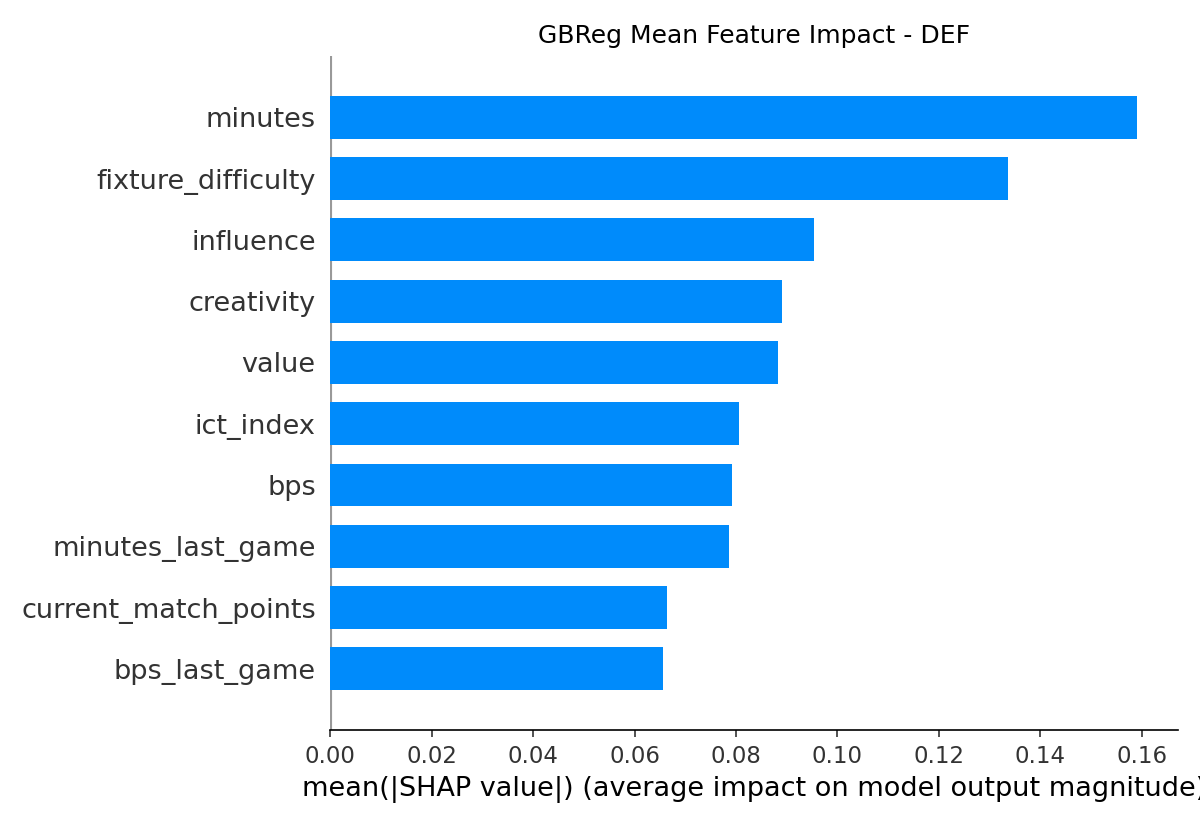 GBReg Mean Feature Impact - DEF
minutes
fixture_difficulty
influence
creativity
value
ict_index
bps
minutes_last_game
current_match_points
bps_last_game
0.00 0.02 0.04 0.06 0.08 0.10 0.12 0.14 0.16
mean(|SHAP value|) (average impact on model output magnitude)